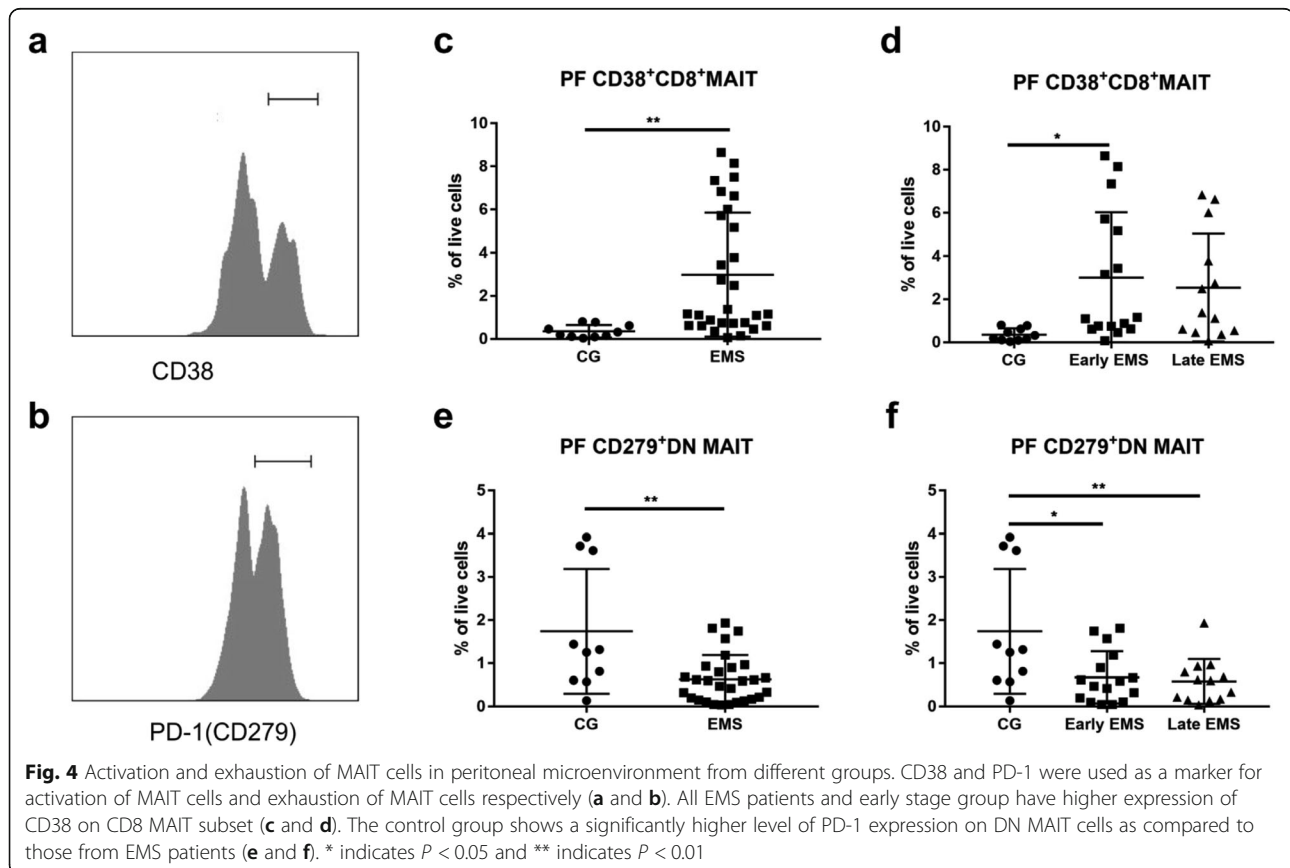 a
CD38
b
PD-1(CD279)
c
PF CD38⁺CD8⁺MAIT
**
% of live cells
10
8
6
4
2
0
CG
EMS
d
PF CD38⁺CD8⁺MAIT
*
% of live cells
10
8
6
4
2
0
CG
Early EMS
Late EMS
e
PF CD279⁺DN MAIT
**
% of live cells
5
4
3
2
1
0
CG
EMS
f
PF CD279⁺DN MAIT
**
*
% of live cells
5
4
3
2
1
0
CG
Early EMS
Late EMS
Fig. 4 Activation and exhaustion of MAIT cells in peritoneal microenvironment from different groups. CD38 and PD-1 were used as a marker for
activation of MAIT cells and exhaustion of MAIT cells respectively (a and b). All EMS patients and early stage group have higher expression of
CD38 on CD8 MAIT subset (c and d). The control group shows a significantly higher level of PD-1 expression on DN MAIT cells as compared to
those from EMS patients (e and f). * indicates P < 0.05 and ** indicates P < 0.01